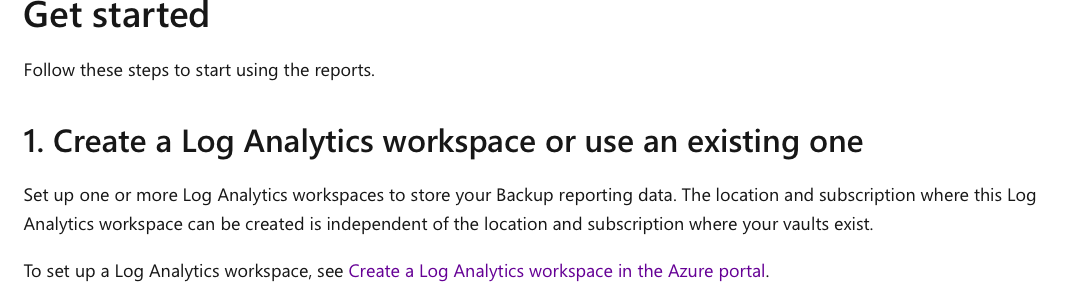 Get started
Follow these steps to start using the reports.
1. Create a Log Analytics workspace or use an existing one
Set up one or more Log Analytics workspaces to store your Backup reporting data. The location and subscription where this Log
Analytics workspace can be created is independent of the location and subscription where your vaults exist.
To set up a Log Analytics workspace, see Create a Log Analytics workspace in the Azure portal.